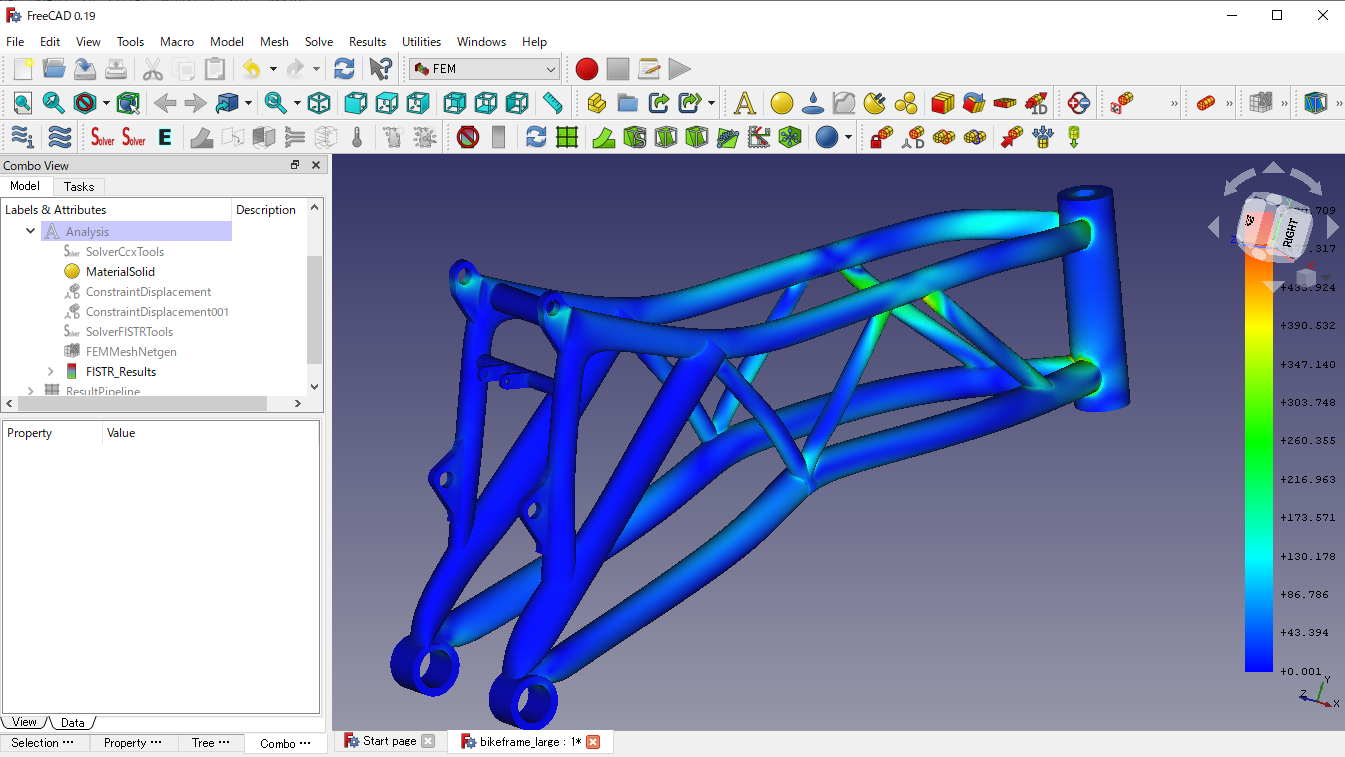 FreeCAD 0.19
File Edit View Tools Macro Model Mesh Solve Results Utilities Windows Help
FEM
Solver Solver E
Combo View
Model Tasks
Labels & Attributes Description
Analysis
SolverCcxTools
MaterialSolid
ConstraintDisplacement
ConstraintDisplacement001
SolverFISTRTools
FEMMeshNetgen
FISTR_Results
ResultPipeline
Property Value
View Data
Selection ··· Property ··· Tree ··· Combo ···
Start page bikeframe_large : 1*
RIGHT
Z
.709
.317
.924
+390.532
+347.140
+303.748
+260.355
+216.963
+173.571
+130.178
+86.786
+43.394
+0.001
Y
Z
X